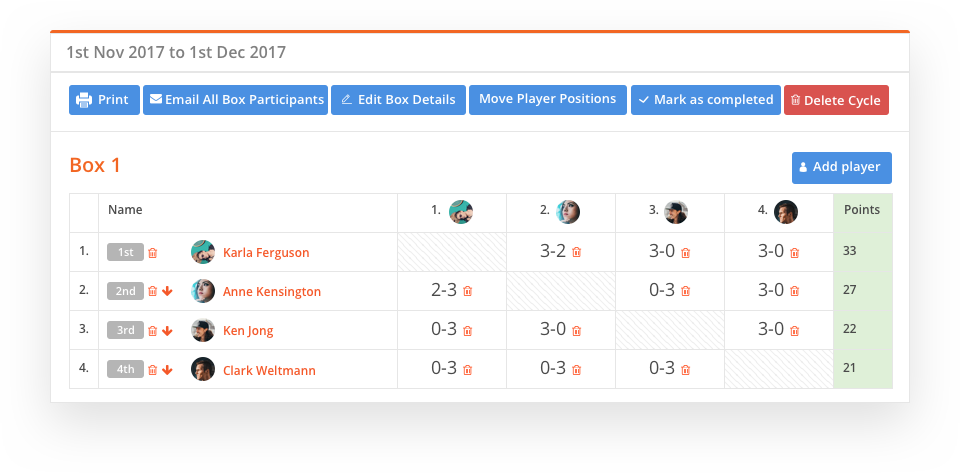 1st Nov 2017 to 1st Dec 2017
Print Email All Box Participants Edit Box Details Move Player Positions Mark as completed Delete Cycle
Box 1
Add player
Name 1. 2. 3. 4. Points
1. 1st Karla Ferguson 3-2 3-0 3-0 33
2. 2nd Anne Kensington 2-3 0-3 3-0 27
3. 3rd Ken Jong 0-3 3-0 3-0 22
4. 4th Clark Weltmann 0-3 0-3 0-3 21